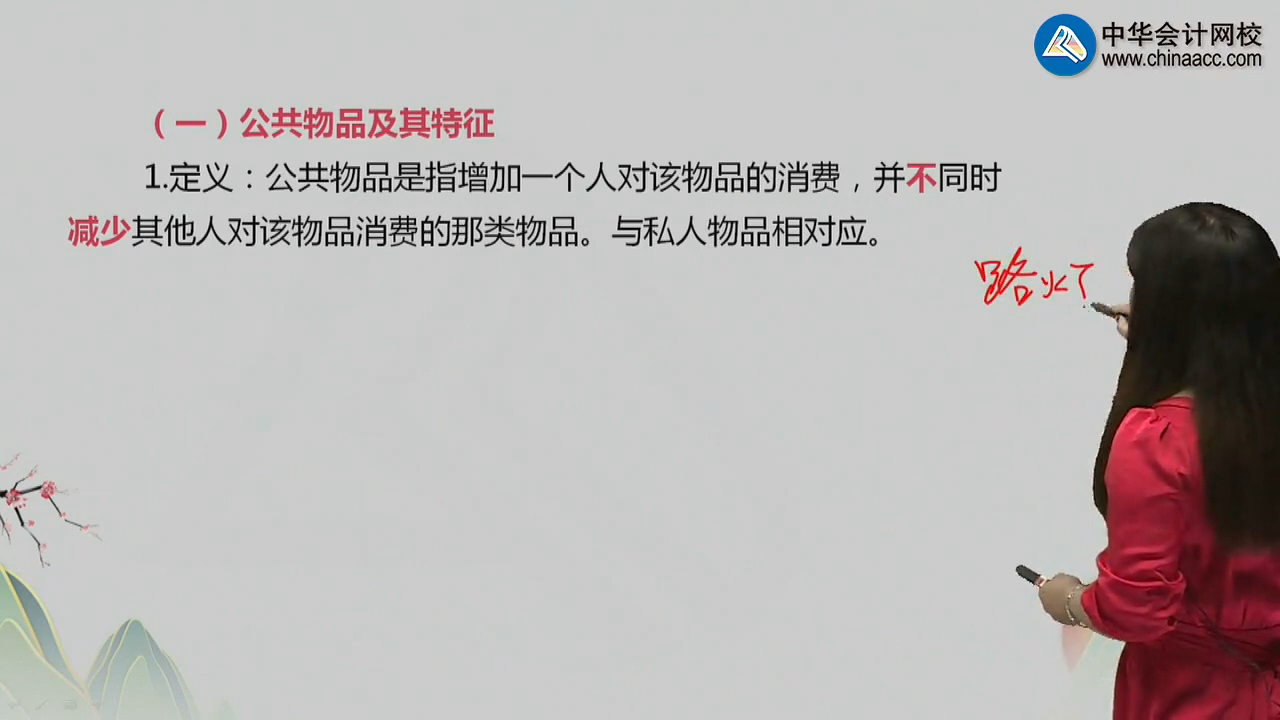 中华会计网校
www.chinaacc.com
（一）公共物品及其特征
1.定义：公共物品是指增加一个人对该物品的消费，并不同时
减少其他人对该物品消费的那类物品。与私人物品相对应。
路灯